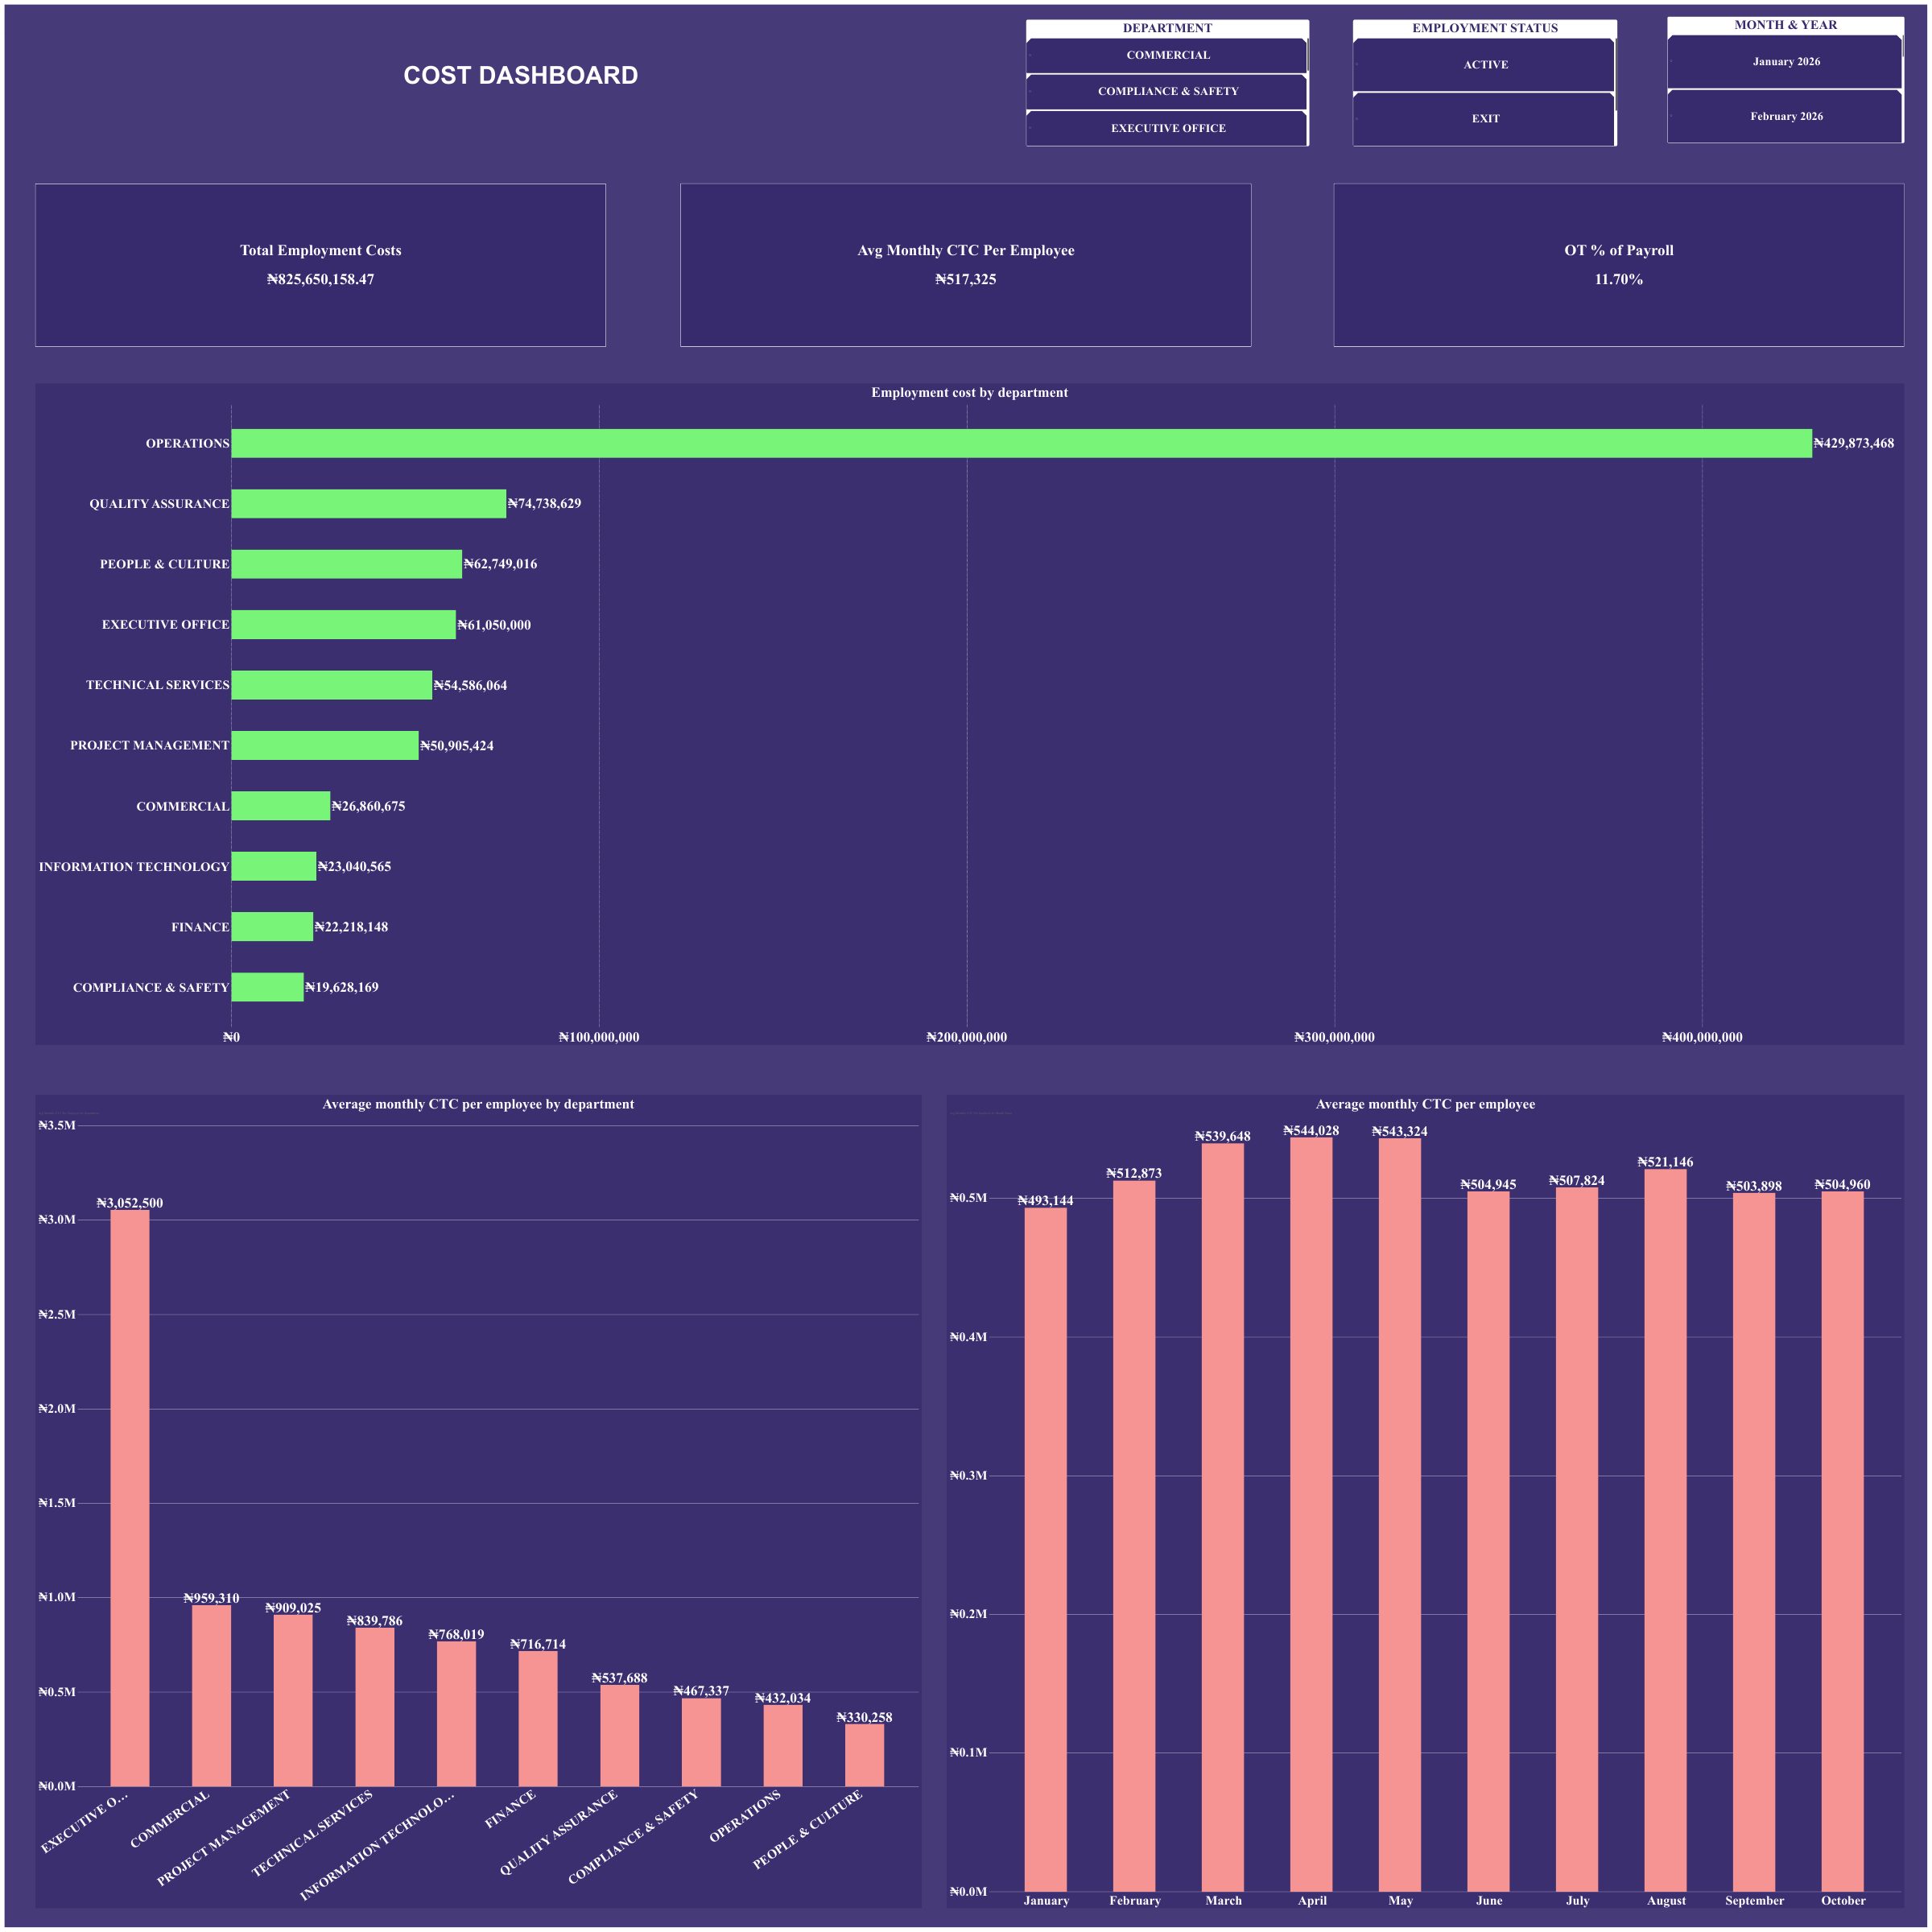 COST DASHBOARD
DEPARTMENT
COMMERCIAL
COMPLIANCE & SAFETY
EXECUTIVE OFFICE
EMPLOYMENT STATUS
ACTIVE
EXIT
MONTH & YEAR
January 2026
February 2026
Total Employment Costs
₦825,650,158.47
Avg Monthly CTC Per Employee
₦517,325
OT % of Payroll
11.70%
Employment cost by department
OPERATIONS ₦429,873,468
QUALITY ASSURANCE ₦74,738,629
PEOPLE & CULTURE ₦62,749,016
EXECUTIVE OFFICE ₦61,050,000
TECHNICAL SERVICES ₦54,586,064
PROJECT MANAGEMENT ₦50,905,424
COMMERCIAL ₦26,860,675
INFORMATION TECHNOLOGY ₦23,040,565
FINANCE ₦22,218,148
COMPLIANCE & SAFETY ₦19,628,169
₦0 ₦100,000,000 ₦200,000,000 ₦300,000,000 ₦400,000,000
Average monthly CTC per employee by department
₦3.5M
₦3.0M
₦2.5M
₦2.0M
₦1.5M
₦1.0M
₦0.5M
₦0.0M
₦3,052,500
₦959,310
₦909,025
₦839,786
₦768,019
₦716,714
₦537,688
₦467,337
₦432,034
₦330,258
EXECUTIVE O...
COMMERCIAL
PROJECT MANAGEMENT
TECHNICAL SERVICES
INFORMATION TECHNOLO...
FINANCE
QUALITY ASSURANCE
COMPLIANCE & SAFETY
OPERATIONS
PEOPLE & CULTURE
Average monthly CTC per employee
₦0.5M
₦0.4M
₦0.3M
₦0.2M
₦0.1M
₦0.0M
₦493,144
₦512,873
₦539,648
₦544,028
₦543,324
₦504,945
₦507,824
₦521,146
₦503,898
₦504,960
January February March April May June July August September October